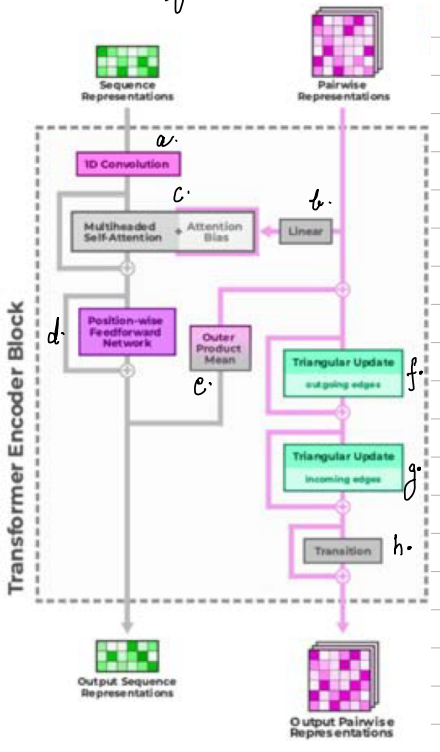 Sequence
Representations
Pairwise
Representations
a.
1D Convolution
c.
b.
Multiheaded
Self-Attention
+
Attention
Bias
Linear
d.
Position-wise
Feedforward
Network
Outer
Product
Mean
e.
Triangular Update
outgoing edges
f.
Triangular Update
incoming edges
g.
Transition
h.
Transformer Encoder Block
Output Sequence
Representations
Output Pairwise
Representations